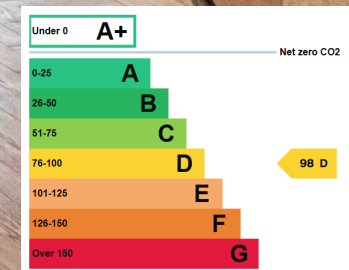 Under 0 A+
Net zero CO2
0-25 A
26-50 B
51-75 C
76-100 D 98 D
101-125 E
126-150 F
Over 150 G